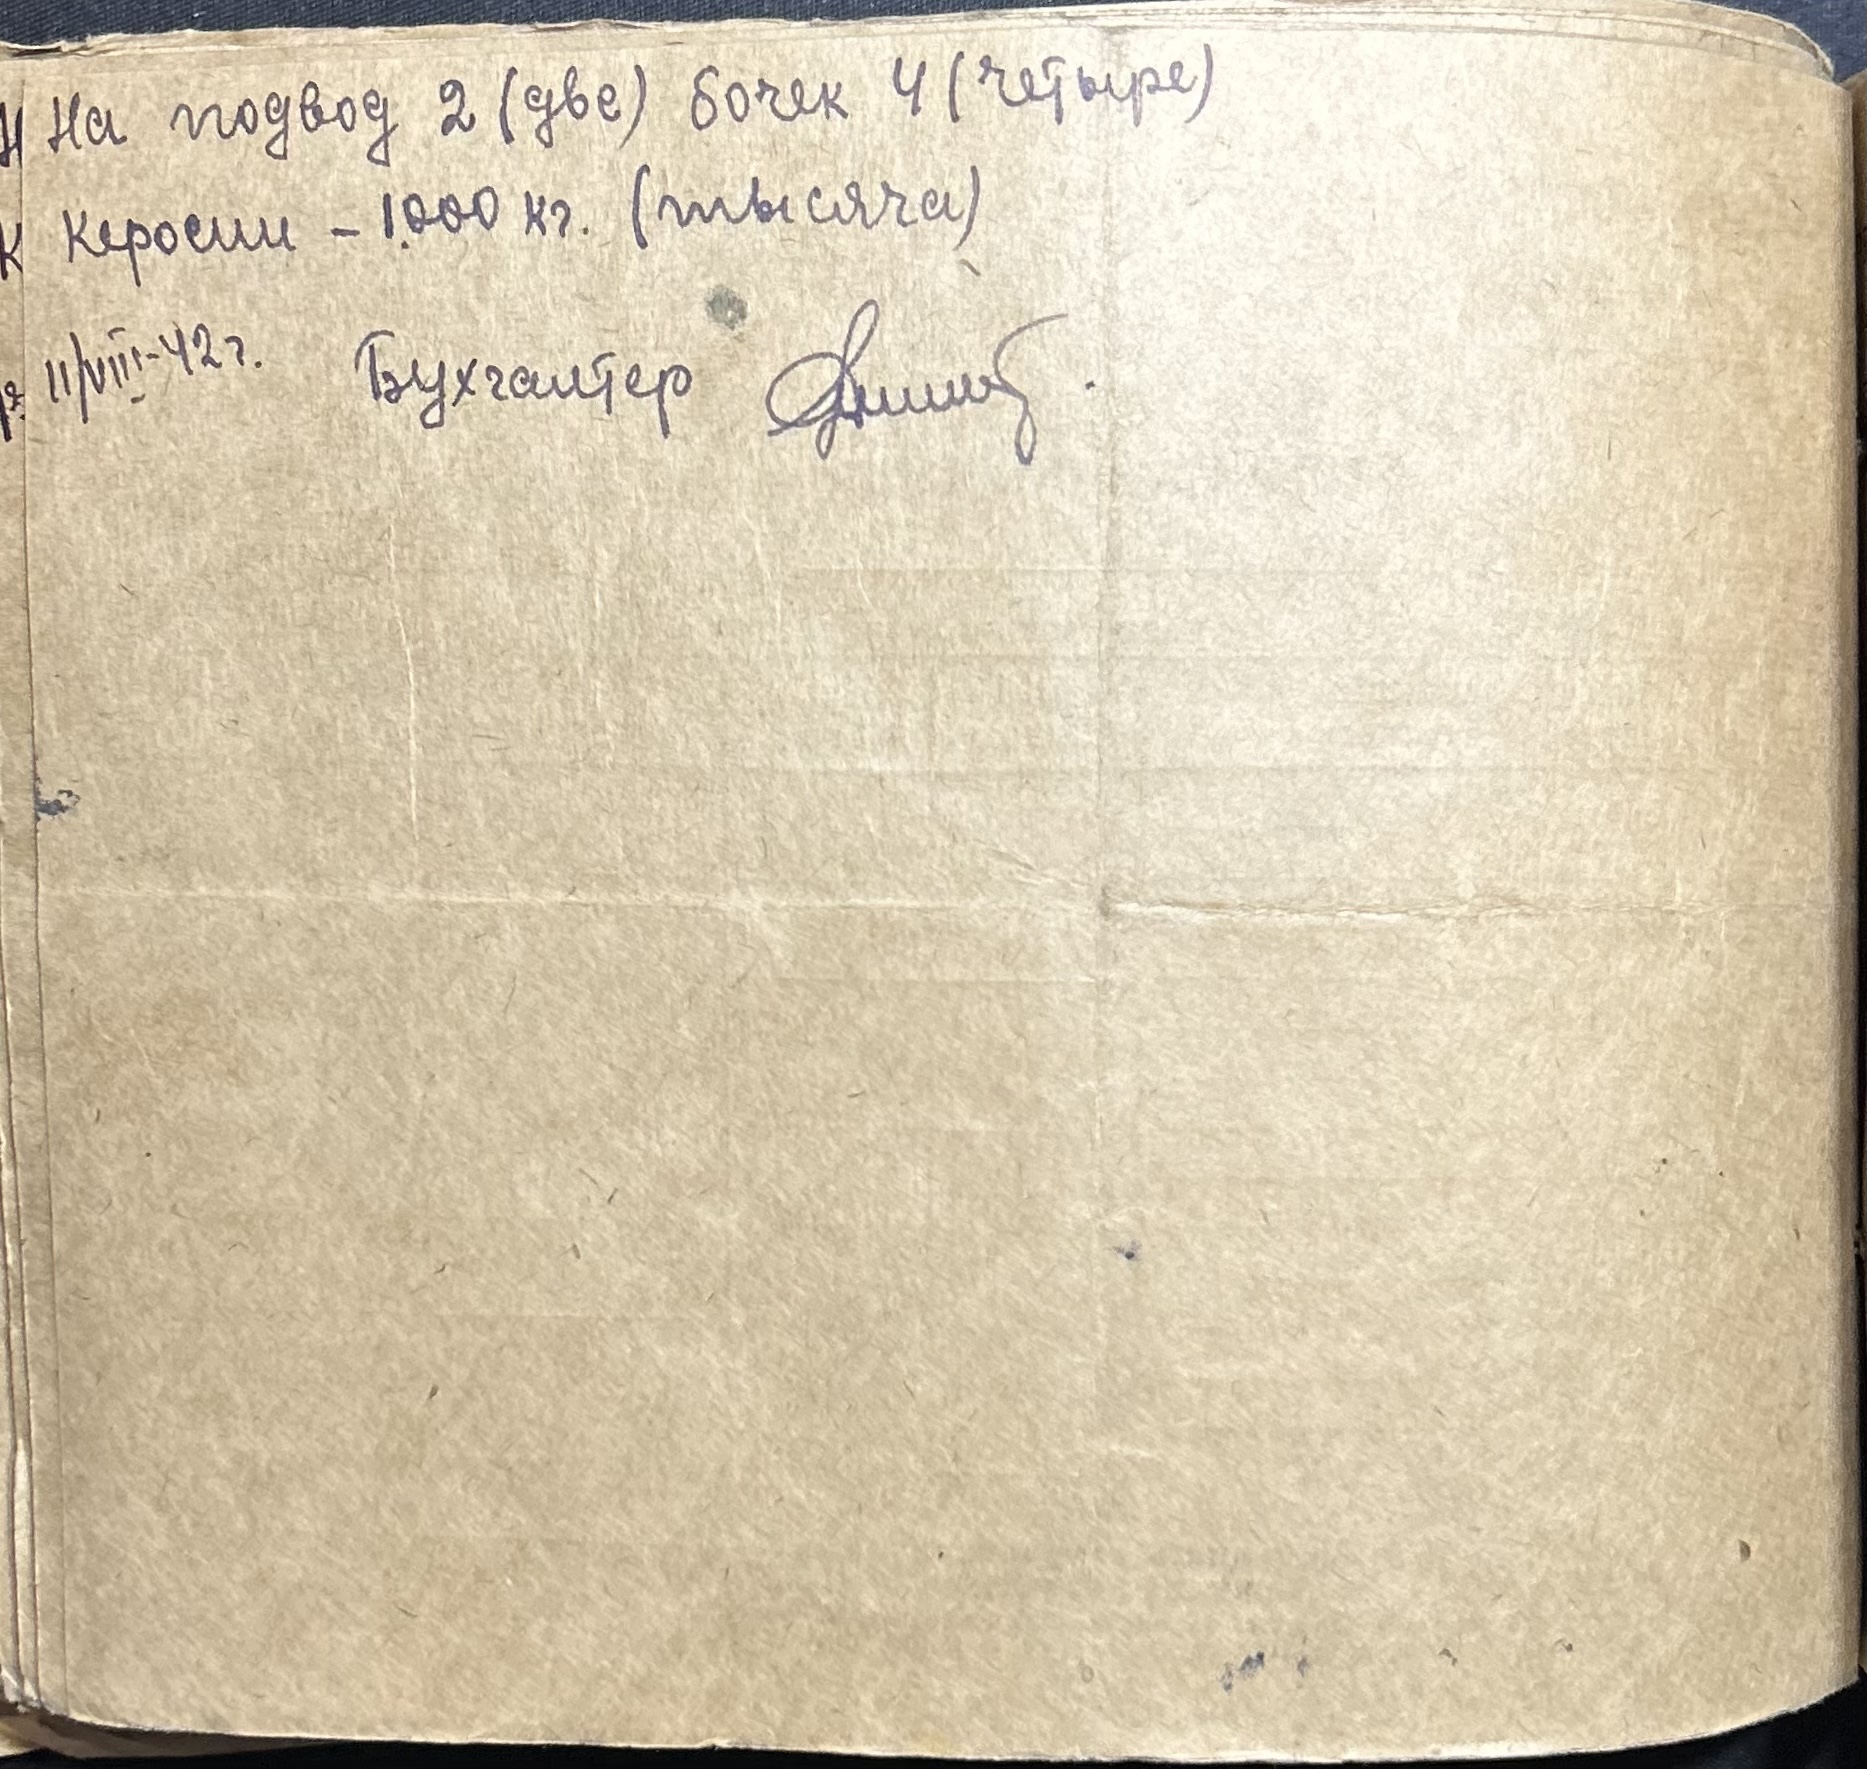 На подвод 2 (две) бочек 4 (четыре)
Керосин - 1.000 кг. (тысяча)
11/VIII-42 г. Бухгалтер